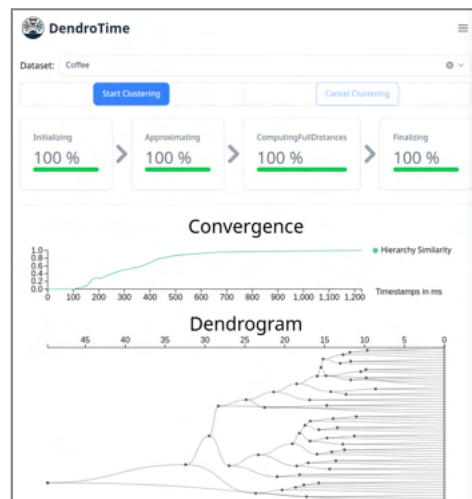 DendroTime
Dataset: Coffee
Start Clustering Cancel Clustering
Initializing Approximating ComputingFullDistances Finalizing
100 % 100 % 100 % 100 %
Convergence
1.0
0.8
0.6
0.4
0.2
0.0
Hierarchy Similarity
0 100 200 300 400 500 600 700 800 900 1,000 1,100 1,200
Timestamps in ms
Dendrogram
45 40 35 30 25 20 15 10 5 0